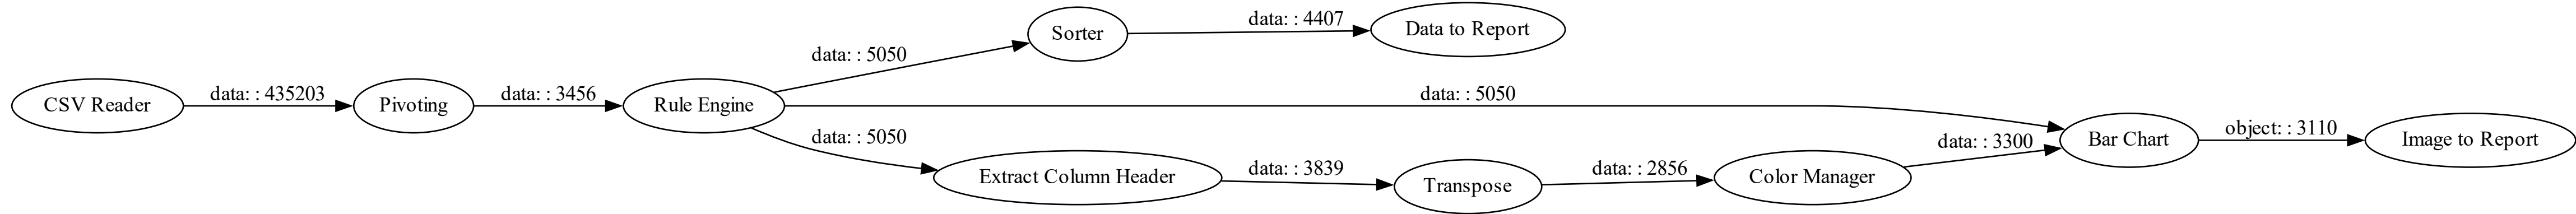 CSV Reader
data: : 435203
Pivoting
data: : 3456
Rule Engine
data: : 5050
Sorter
data: : 4407
Data to Report
data: : 5050
data: : 5050
Extract Column Header
data: : 3839
Transpose
data: : 2856
Color Manager
data: : 3300
Bar Chart
object: : 3110
Image to Report